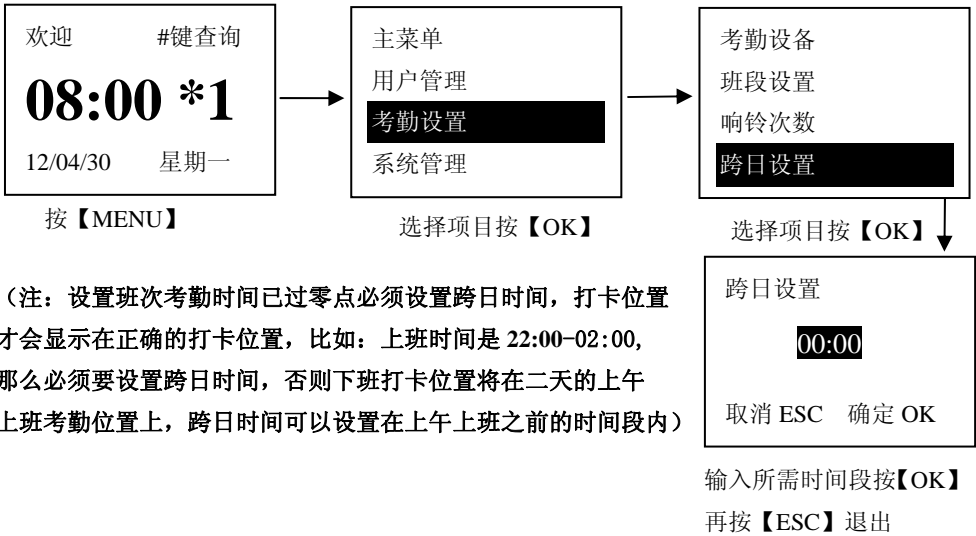 欢迎 #键查询
08:00 *1
12/04/30 星期一
按【MENU】
主菜单
用户管理
考勤设置
系统管理
选择项目按【OK】
考勤设备
班段设置
响铃次数
跨日设置
选择项目按【OK】
跨日设置
00:00
取消 ESC 确定 OK
输入所需时间段按【OK】
再按【ESC】退出
（注：设置班次考勤时间已过零点必须设置跨日时间，打卡位置
才会显示在正确的打卡位置，比如：上班时间是 22:00-02:00,
那么必须要设置跨日时间，否则下班打卡位置将在二天的上午
上班考勤位置上，跨日时间可以设置在上午上班之前的时间段内）